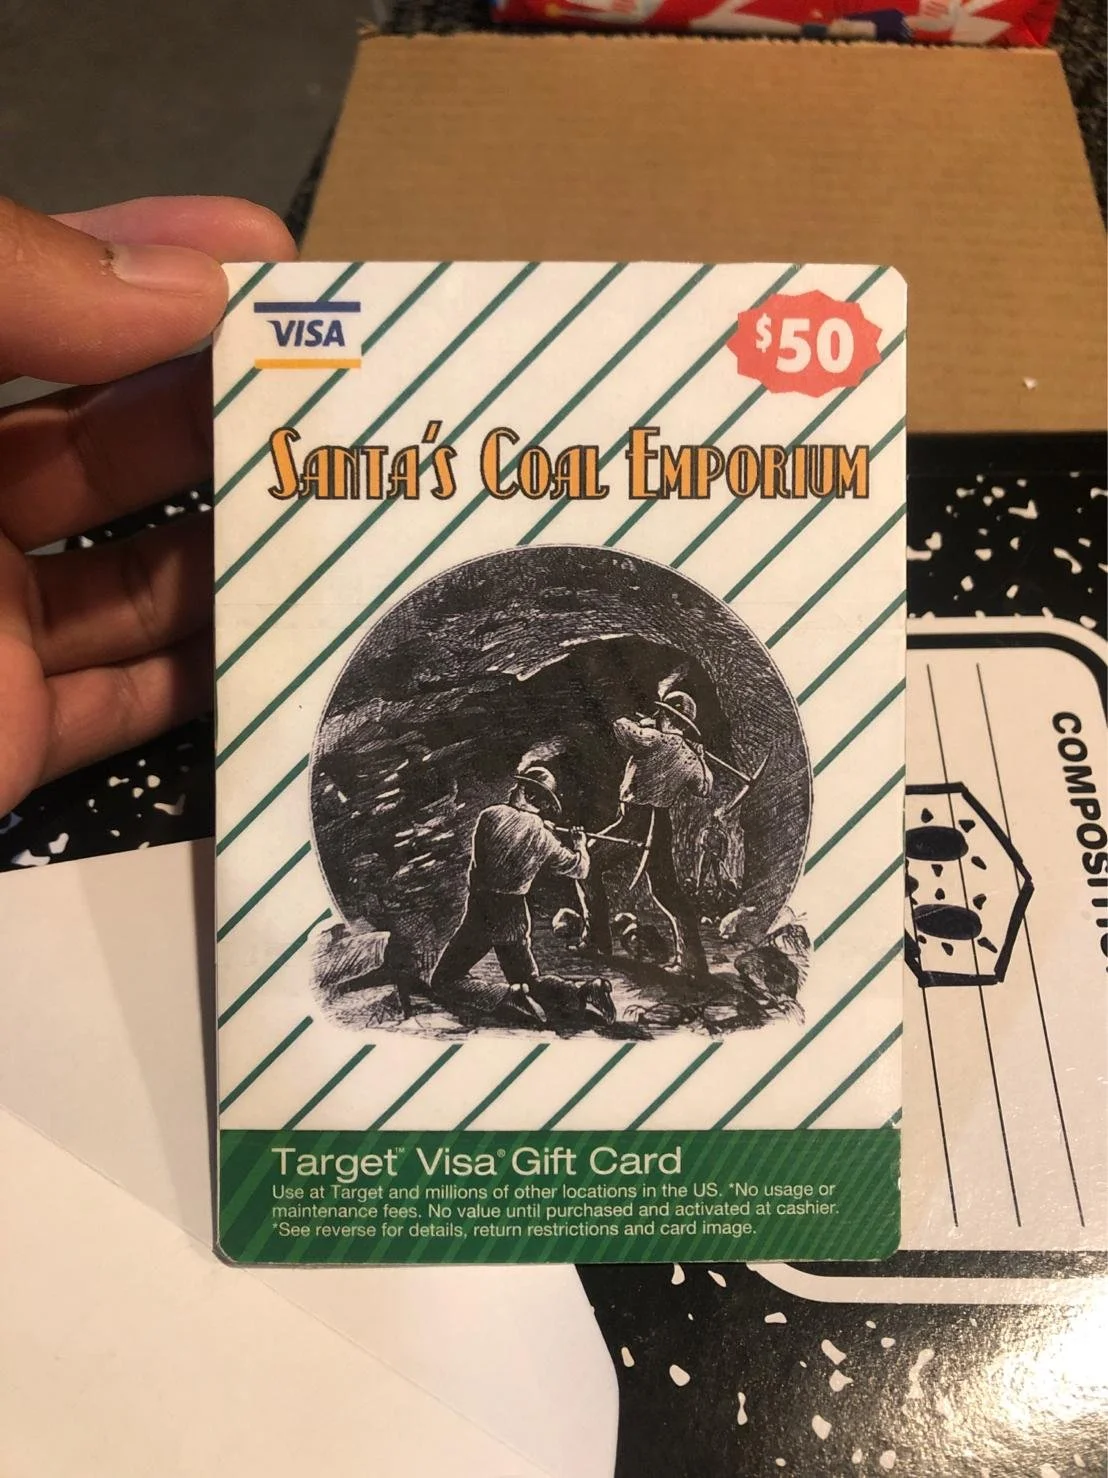 VISA
$50
SANTA'S COAL EMPORIUM
Target™ Visa® Gift Card
Use at Target and millions of other locations in the US. *No usage or
maintenance fees. No value until purchased and activated at cashier.
*See reverse for details, return restrictions and card image.